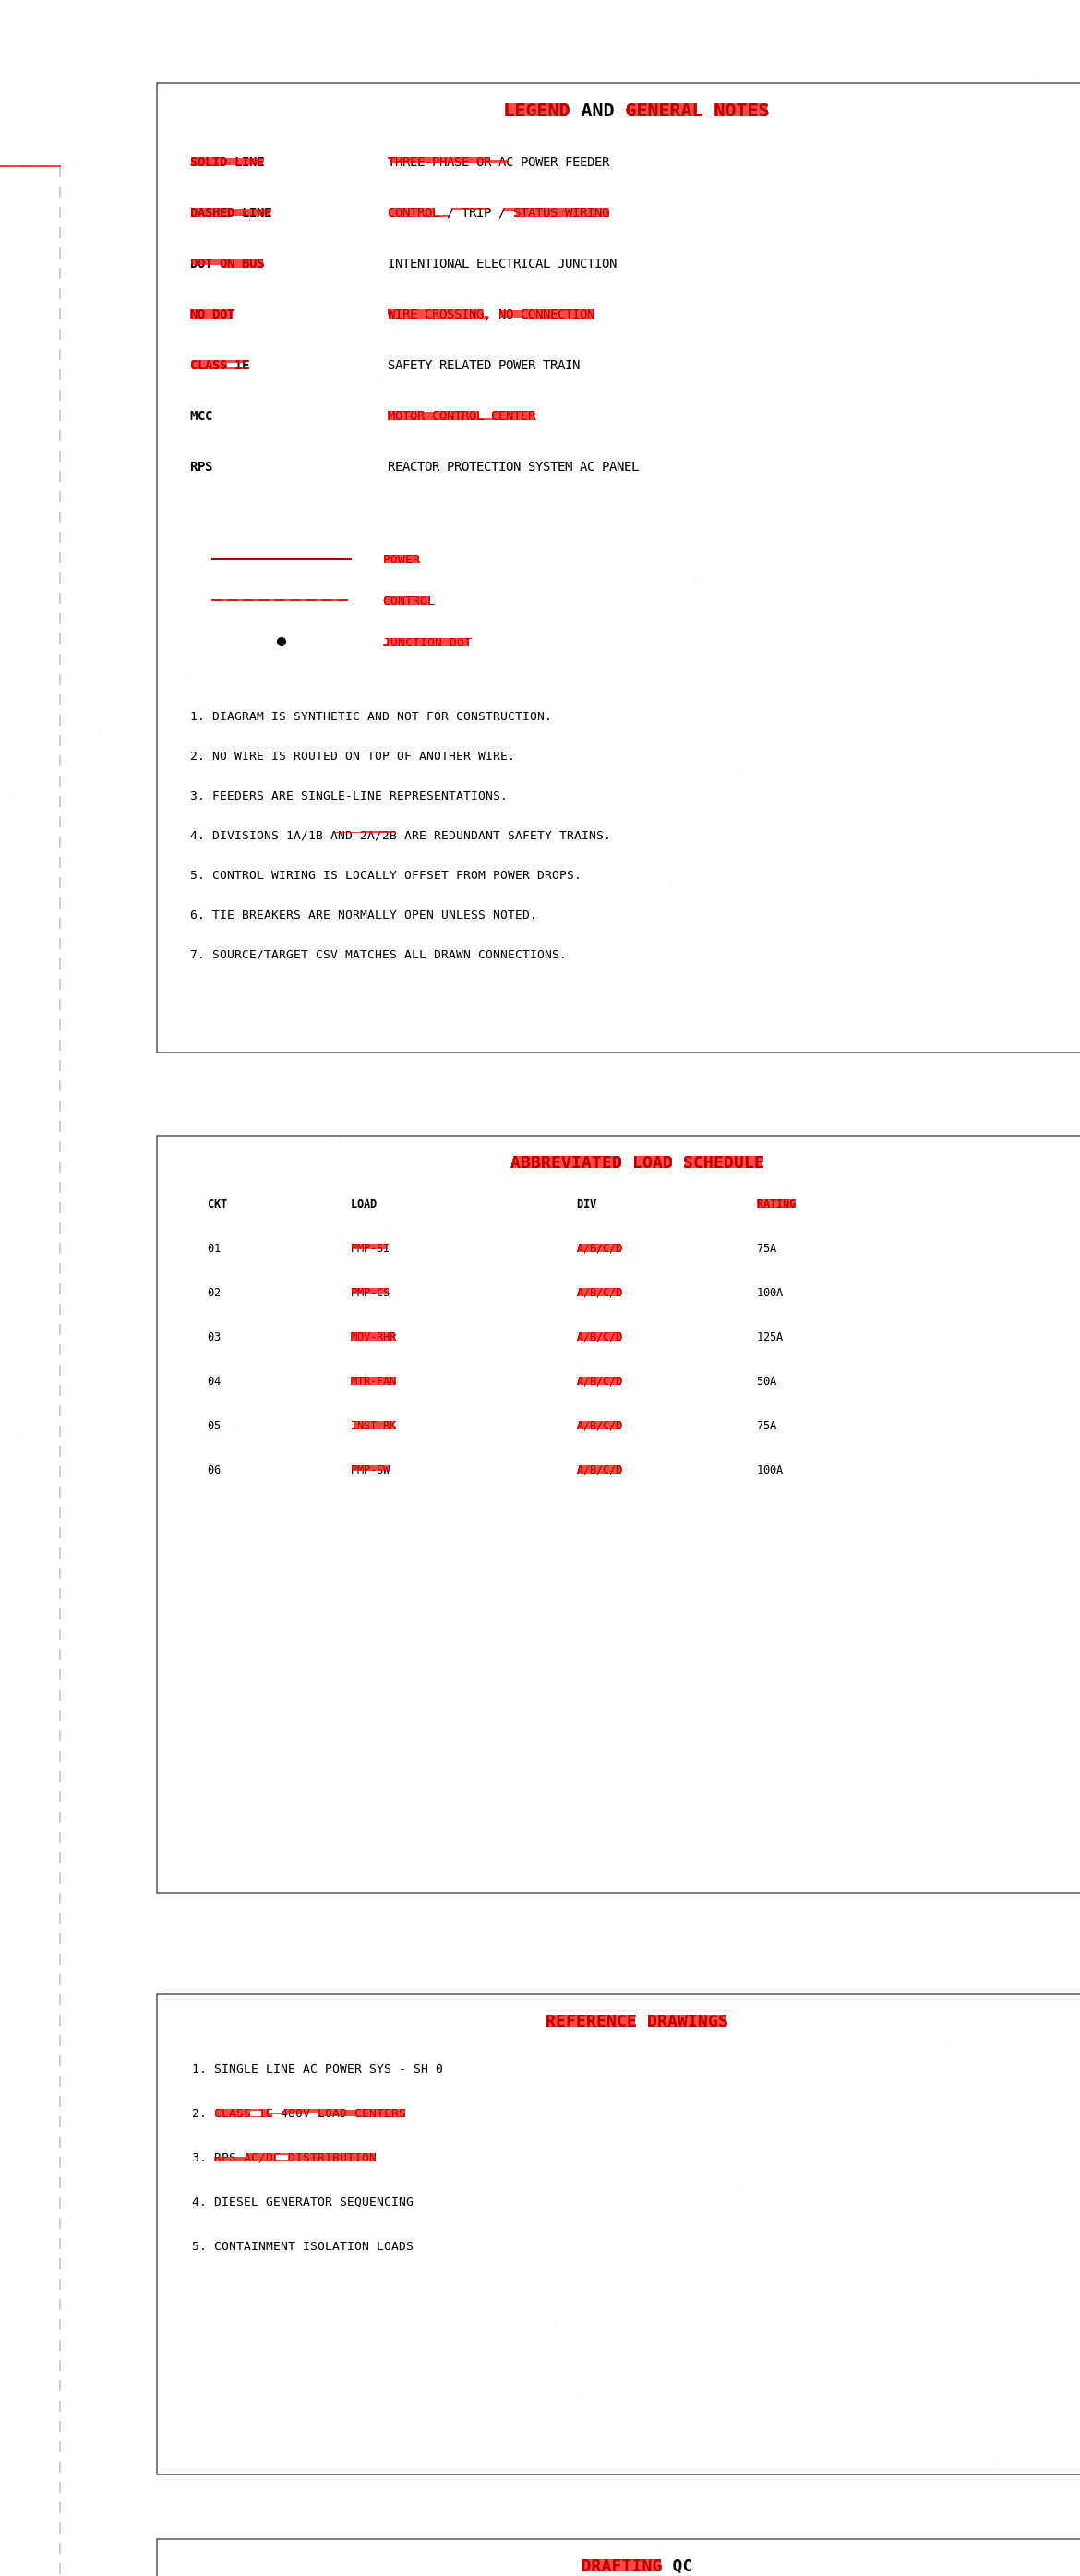 LEGEND AND GENERAL NOTES
SOLID LINE THREE-PHASE OR AC POWER FEEDER
DASHED LINE CONTROL / TRIP / STATUS WIRING
DOT ON BUS INTENTIONAL ELECTRICAL JUNCTION
NO DOT WIRE CROSSING, NO CONNECTION
CLASS 1E SAFETY RELATED POWER TRAIN
MCC MOTOR CONTROL CENTER
RPS REACTOR PROTECTION SYSTEM AC PANEL
POWER
CONTROL
JUNCTION DOT
1. DIAGRAM IS SYNTHETIC AND NOT FOR CONSTRUCTION.
2. NO WIRE IS ROUTED ON TOP OF ANOTHER WIRE.
3. FEEDERS ARE SINGLE-LINE REPRESENTATIONS.
4. DIVISIONS 1A/1B AND 2A/2B ARE REDUNDANT SAFETY TRAINS.
5. CONTROL WIRING IS LOCALLY OFFSET FROM POWER DROPS.
6. TIE BREAKERS ARE NORMALLY OPEN UNLESS NOTED.
7. SOURCE/TARGET CSV MATCHES ALL DRAWN CONNECTIONS.
ABBREVIATED LOAD SCHEDULE
CKT LOAD DIV RATING
01 PMP-SI A/B/C/D 75A
02 PMP-CS A/B/C/D 100A
03 MOV-RHR A/B/C/D 125A
04 MTR-FAN A/B/C/D 50A
05 INST-RK A/B/C/D 75A
06 PMP-SW A/B/C/D 100A
REFERENCE DRAWINGS
1. SINGLE LINE AC POWER SYS - SH 0
2. CLASS 1E 480V LOAD CENTERS
3. RPS AC/DC DISTRIBUTION
4. DIESEL GENERATOR SEQUENCING
5. CONTAINMENT ISOLATION LOADS
DRAFTING QC